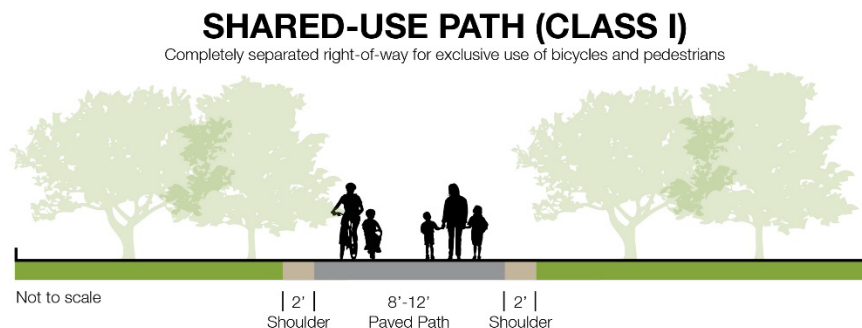 SHARED-USE PATH (CLASS I)
Completely separated right-of-way for exclusive use of bicycles and pedestrians
Not to scale
2'
Shoulder
8'-12'
Paved Path
2'
Shoulder